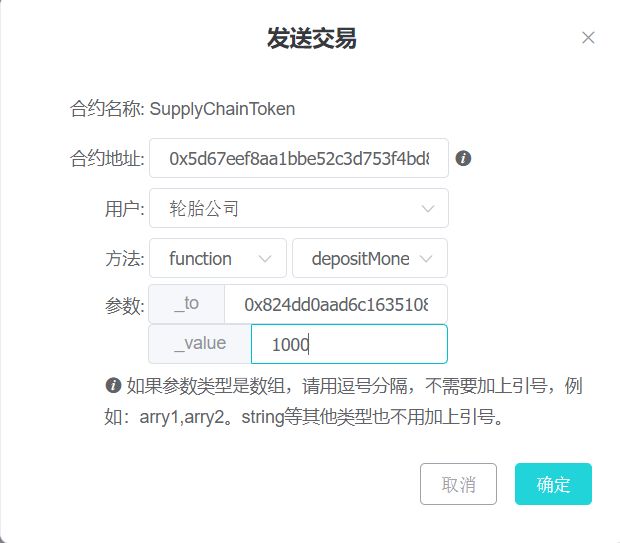 发送交易
合约名称: SupplyChainToken
合约地址: 0x5d67eef8aa1bbe52c3d753f4bd8
用户: 轮胎公司
方法: function depositMone
参数: _to 0x824dd0aad6c1635108
_value 1000
如果参数类型是数组，请用逗号分隔，不需要加上引号，例
如：arry1,arry2。string等其他类型也不用加上引号。
取消 确定